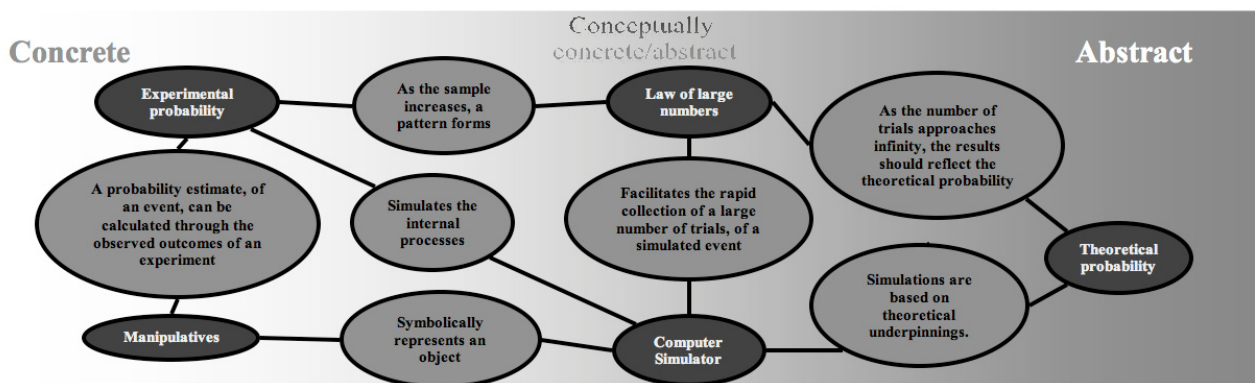 Conceptually
concrete/abstract
Concrete
Abstract
Experimental
probability
As the sample
increases, a
pattern forms
Law of large
numbers
As the number of
trials approaches
infinity, the results
should reflect the
theoretical probability
A probability estimate, of
an event, can be
calculated through the
observed outcomes of an
experiment
Simulates the
internal
processes
Facilitates the rapid
collection of a large
number of trials, of a
simulated event
Theoretical
probability
Simulations are
based on
theoretical
underpinnings.
Manipulatives
Symbolically
represents an
object
Computer
Simulator